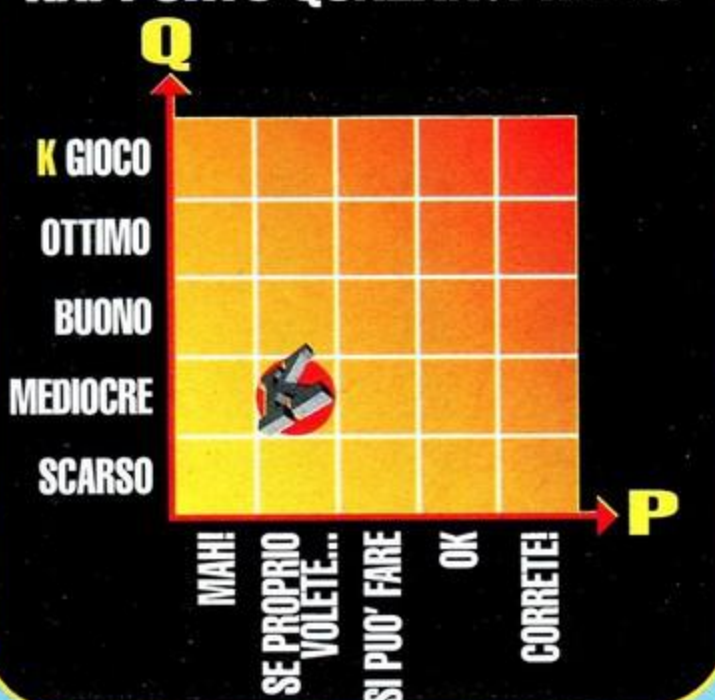 Q
K GIOCO
OTTIMO
BUONO
MEDIOCRE
SCARSO
P
MAH!
SE PROPRIO
VOLETE...
SI PUO' FARE
OK
CORRETE!